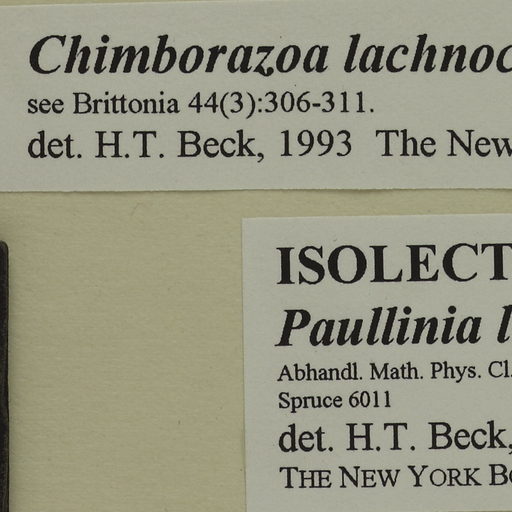 Chimborazoa lachnoc
see Brittonia 44(3):306-311.
det. H.T. Beck, 1993 The New
ISOLECT
Paullinia l
Abhandl. Math. Phys. Cl.
Spruce 6011
det. H.T. Beck,
THE NEW YORK BO